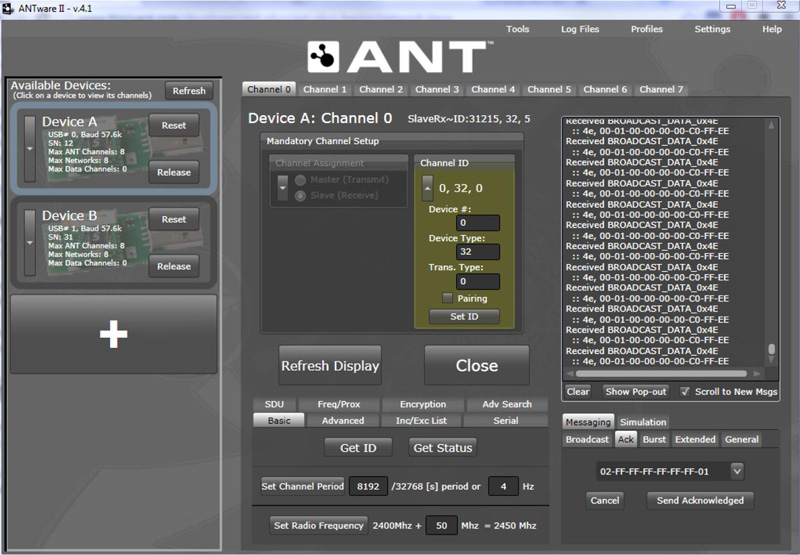 ANTware II - v.4.1
Tools Log Files Profiles Settings Help
ANT™
Available Devices:
(Click on a device to view its channels)
Refresh
Device A
USB# 0, Baud 57.6k
SN: 12
Max ANT Channels: 8
Max Networks: 8
Max Data Channels: 0
Reset
Release
Device B
USB# 1, Baud 57.6k
SN: 31
Max ANT Channels: 8
Max Networks: 8
Max Data Channels: 0
Reset
Release
+
Channel 0 Channel 1 Channel 2 Channel 3 Channel 4 Channel 5 Channel 6 Channel 7
Device A: Channel 0 SlaveRx~ID:31215, 32, 5
Mandatory Channel Setup
Channel Assignment
Master (Transmit)
Slave (Receive)
Channel ID
0, 32, 0
Device #:
0
Device Type:
32
Trans. Type:
0
Pairing
Set ID
Refresh Display
Close
SDU Freq/Prox Encryption Adv Search
Basic Advanced Inc/Exc List Serial
Get ID Get Status
Set Channel Period 8192 /32768 [s] period or 4 Hz
Set Radio Frequency 2400Mhz + 50 Mhz = 2450 Mhz
Received BROADCAST_DATA_0x4E
:: 4e, 00-01-00-00-00-C0-FF-EE
Received BROADCAST_DATA_0x4E
:: 4e, 00-01-00-00-00-C0-FF-EE
Received BROADCAST_DATA_0x4E
:: 4e, 00-01-00-00-00-C0-FF-EE
Received BROADCAST_DATA_0x4E
:: 4e, 00-01-00-00-00-C0-FF-EE
Received BROADCAST_DATA_0x4E
:: 4e, 00-01-00-00-00-C0-FF-EE
Received BROADCAST_DATA_0x4E
:: 4e, 00-01-00-00-00-C0-FF-EE
Received BROADCAST_DATA_0x4E
:: 4e, 00-01-00-00-00-C0-FF-EE
Received BROADCAST_DATA_0x4E
:: 4e, 00-01-00-00-00-C0-FF-EE
Received BROADCAST_DATA_0x4E
:: 4e, 00-01-00-00-00-C0-FF-EE
Received BROADCAST_DATA_0x4E
:: 4e, 00-01-00-00-00-C0-FF-EE
Received BROADCAST_DATA_0x4E
:: 4e, 00-01-00-00-00-C0-FF-EE
Received BROADCAST_DATA_0x4E
:: 4e, 00-01-00-00-00-C0-FF-EE
Clear Show Pop-out Scroll to New Msgs
Messaging Simulation
Broadcast Ack Burst Extended General
02-FF-FF-FF-FF-FF-FF-01
Cancel Send Acknowledged